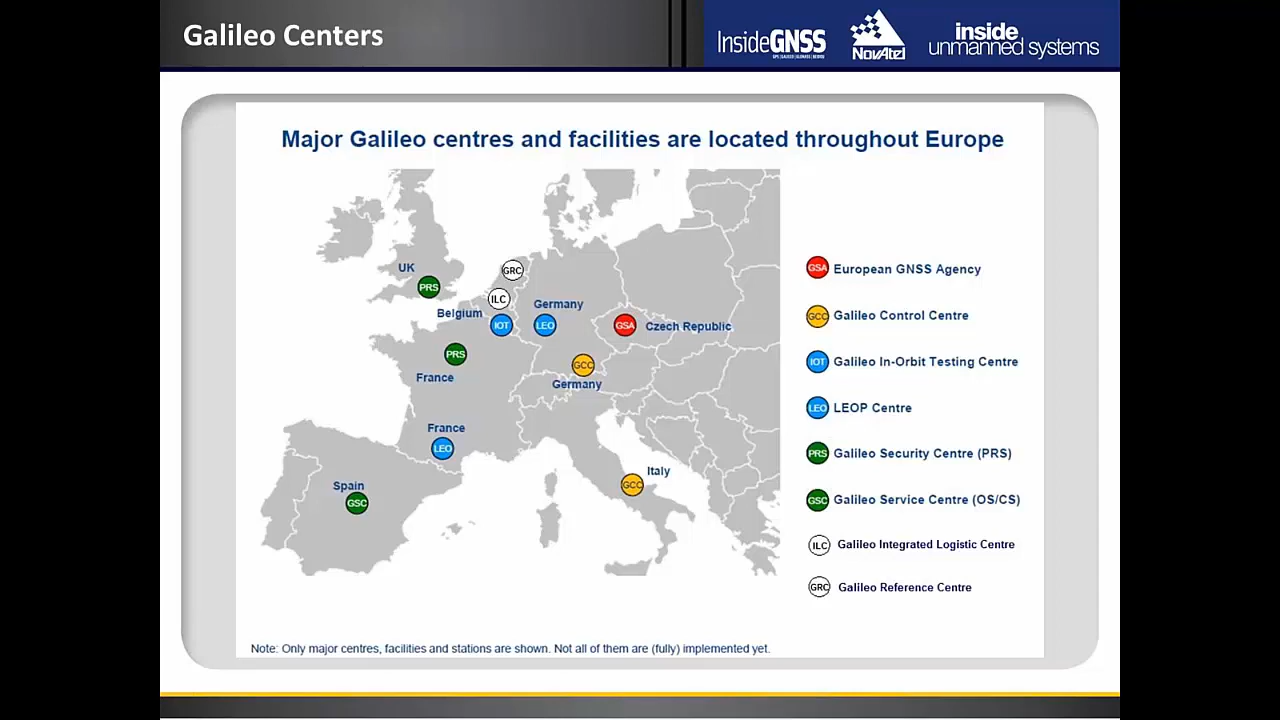 Galileo Centers
InsideGNSS
GPS | GALILEO | GLONASS | BEIDOU
NovAtel
inside
unmanned systems
Major Galileo centres and facilities are located throughout Europe
UK
PRS
GRC
ILC
Belgium
IOT
Germany
LEO
GSA
Czech Republic
PRS
France
GCC
Germany
France
LEO
Italy
GCC
Spain
GSC
GSA European GNSS Agency
GCC Galileo Control Centre
IOT Galileo In-Orbit Testing Centre
LEO LEOP Centre
PRS Galileo Security Centre (PRS)
GSC Galileo Service Centre (OS/CS)
ILC Galileo Integrated Logistic Centre
GRC Galileo Reference Centre
Note: Only major centres, facilities and stations are shown. Not all of them are (fully) implemented yet.